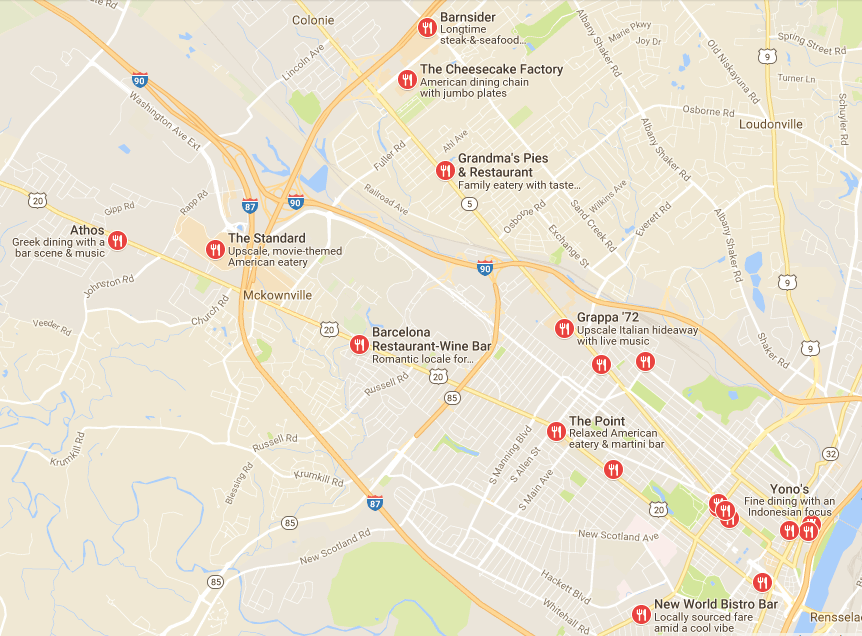 Colonie
Barnsider
Longtime
steak-&-seafood...
Albany Shaker Rd
Marie Pkwy
Joy Dr
Old Niskayuna Rd
Spring Street Rd
9
Turner Ln
Lincoln Ave
The Cheesecake Factory
American dining chain
with jumbo plates
90
Washington Ave Ext
Osborne Rd
Schuyler Rd
Loudonville
Albany Shaker Rd
Ahl Ave
Fuller Rd
Grandma's Pies
& Restaurant
Family eatery with taste...
Railroad Ave
Wilkins Ave
20
Gipp Rd
Rapp Rd
87
90
5
Osborne Rd
Sand Creek Rd
Everett Rd
Albany Shaker Rd
Athos
Greek dining with a
bar scene & music
The Standard
Upscale, movie-themed
American eatery
Exchange St
90
9
Johnston Rd
Mckownville
Church Rd
Veeder Rd
20
Barcelona
Restaurant-Wine Bar
Romantic locale for...
Grappa '72
Upscale Italian hideaway
with live music
Shaker Rd
9
Russell Rd
20
85
The Point
Relaxed American
eatery & martini bar
Krumkill Rd
Russell Rd
Krumkill Rd
Blessing Rd
S Manning Blvd
S Allen St
S Main Ave
32
87
Yono's
Fine dining with an
Indonesian focus
20
85
New Scotland Rd
New Scotland Ave
85
Hackett Blvd
Whitehall Rd
New World Bistro Bar
Locally sourced fare
amid a cool vibe
Rensselae